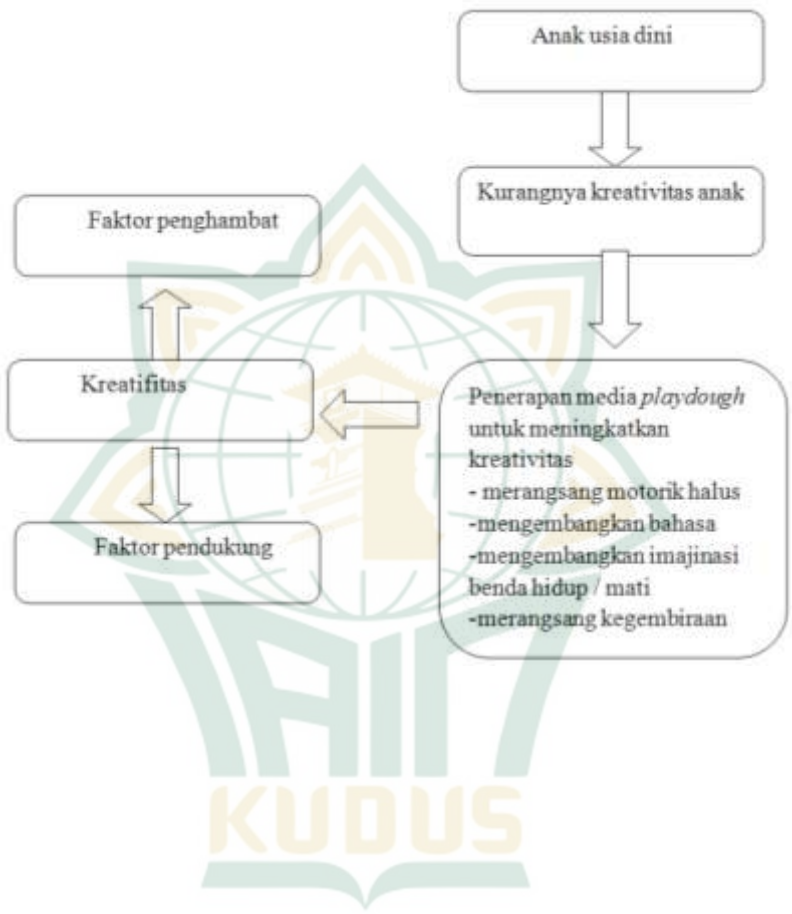 Anak usia dini
Kurangnya kreativitas anak
Faktor penghambat
Kreatifitas
Penerapan media playdough
untuk meningkatkan
kreativitas
- merangsang motorik halus
-mengembangkan bahasa
-mengembangkan imajinasi
benda hidup / mati
-merangsang kegembiraan
Faktor pendukung
IAIN
KUDUS